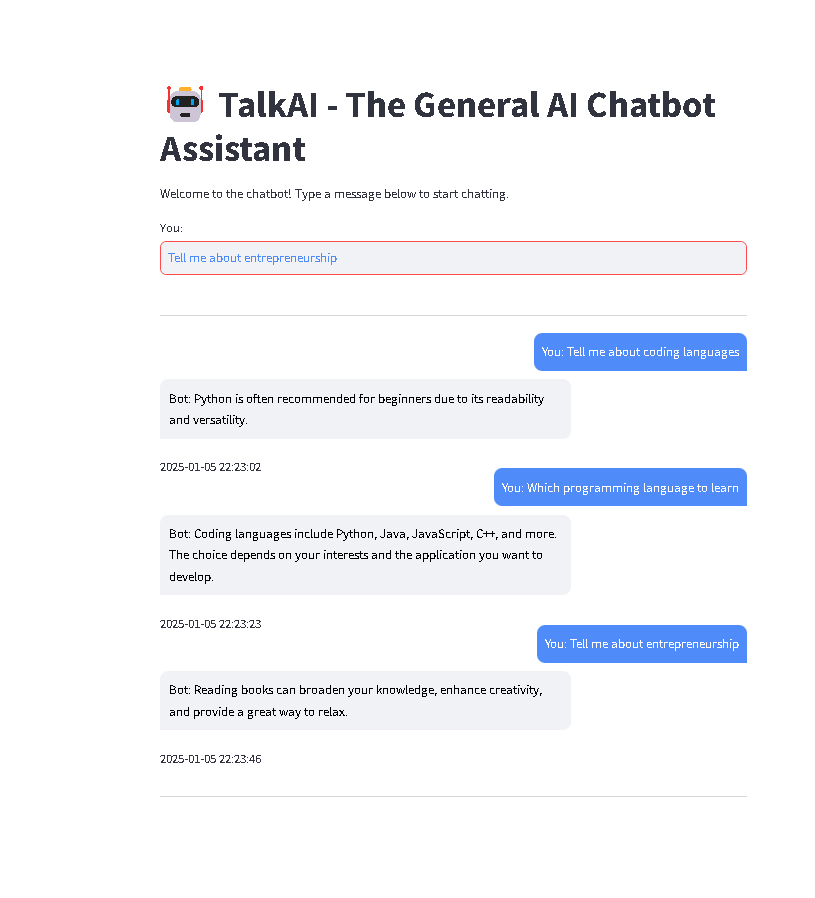 TalkAI - The General AI Chatbot
Assistant
Welcome to the chatbot! Type a message below to start chatting.
You:
Tell me about entrepreneurship
You: Tell me about coding languages
Bot: Python is often recommended for beginners due to its readability
and versatility.
2025-01-05 22:23:02
You: Which programming language to learn
Bot: Coding languages include Python, Java, JavaScript, C++, and more.
The choice depends on your interests and the application you want to
develop.
2025-01-05 22:23:23
You: Tell me about entrepreneurship
Bot: Reading books can broaden your knowledge, enhance creativity,
and provide a great way to relax.
2025-01-05 22:23:46